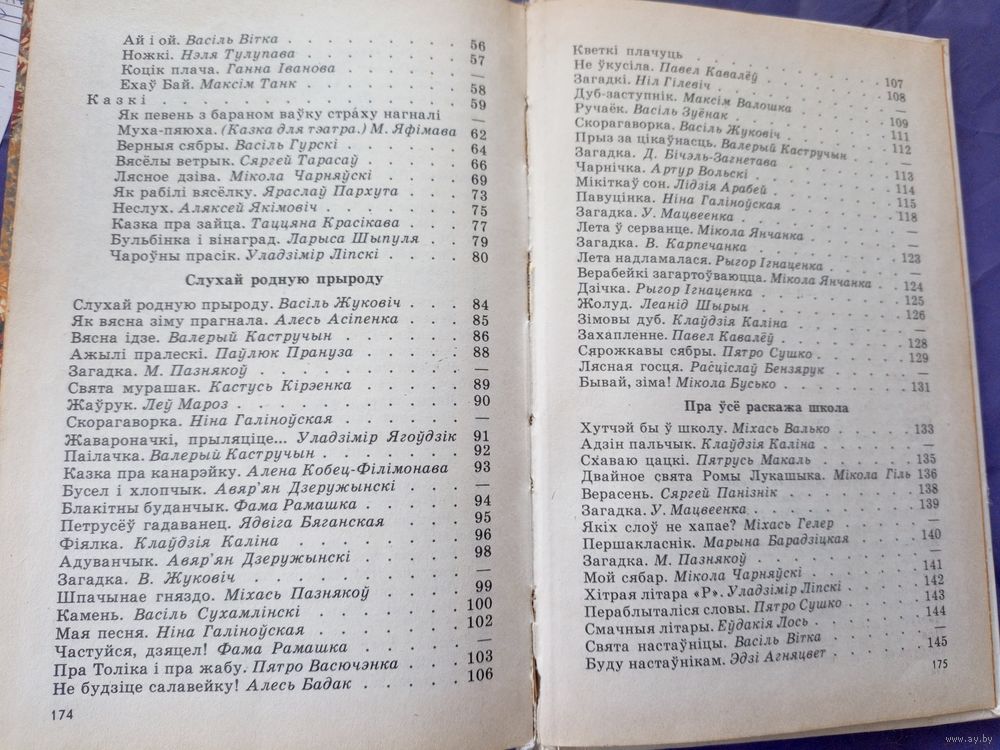 Ай і ой. Васіль Вітка . . . . . . . . 56
Ножкі. Нэля Тулупава . . . . . . . . 57
Коцік плача. Ганна Іванова . . . . . . —
Ехаў Бай. Максім Танк . . . . . . . . 58
Казкі . . . . . . . . . . . . . . 59
Як певень з бараном ваўку страху нагналі —
Муха-пяюха. (Казка для тэатра.) М. Яфімава 62
Верныя сябры. Васіль Гурскі . . . . . 64
Вясёлы ветрык. Сяргей Тарасаў . . . . 66
Лясное дзіва. Мікола Чарняўскі . . . . 69
Як рабілі вясёлку. Яраслаў Пархута . . . 73
Неслух. Аляксей Якімовіч . . . . . . 75
Казка пра зайца. Таццяна Красікава . . . 77
Бульбінка і вінаград. Ларыса Шыпуля . . 79
Чароўны прасік. Уладзімір Ліпскі . . . . 80
Слухай родную прыроду
Слухай родную прыроду. Васіль Жуковіч . . 84
Як вясна зіму прагнала. Алесь Асіпенка . . . 85
Вясна ідзе. Валерый Кастручын . . . . . 86
Ажылі пралескі. Паўлюк Прануза . . . . 88
Загадка. М. Пазнякоў . . . . . . . . —
Свята мурашак. Кастусь Кірэенка . . . . 89
Жаўрук. Леў Мароз . . . . . . . . . 90
Скорагаворка. Ніна Галіноўская . . . . . —
Жавароначкі, прыляціце... Уладзімір Ягоўдзік 91
Паілачка. Валерый Кастручын . . . . . 92
Казка пра канарэйку. Алена Кобец-Філімонава 93
Бусел і хлопчык. Авяр'ян Дзеружынскі . . —
Блакітны буданчык. Фама Рамашка . . . . 94
Петрусёў гадаванец. Ядвіга Бяганская . . . 95
Фіялка. Клаўдзія Каліна . . . . . . . 96
Адуванчык. Авяр'ян Дзеружынскі . . . . 98
Загадка. В. Жуковіч . . . . . . . . . —
Шпачынае гняздо. Міхась Пазнякоў . . . . 99
Камень. Васіль Сухамлінскі . . . . . . 100
Мая песня. Ніна Галіноўская . . . . . . 102
Частуйся, дзяцел! Фама Рамашка . . . . . —
Пра Толіка і пра жабу. Пятро Васючэнка . . . 103
Не будзіце салавейку! Алесь Бадак . . . . . 106
174
Кветкі плачуць
Не ўкусіла. Павел Кавалёў . . . . . . 107
Загадкі. Ніл Гілевіч . . . . . . . . 108
Дуб-заступнік. Максім Валошка . . . . —
Ручаёк. Васіль Зуёнак . . . . . . . 109
Скорагаворка. Васіль Жуковіч . . . . . 111
Прыз за цікаўнасць. Валерый Кастручын . . 112
Загадка. Д. Бічэль-Загнетава . . . . . —
Чарнічка. Артур Вольскі . . . . . . . 113
Мікіткаў сон. Лідзія Арабей . . . . . . 114
Павуцінка. Ніна Галіноўская . . . . . . 115
Загадка. У. Мацвеенка . . . . . . . . 118
Лета ў серванце. Мікола Янчанка . . . . —
Загадка. В. Карпечанка . . . . . . . 123
Лета надламалася. Рыгор Ігнаценка . . . —
Верабейкі загартоўваюцца. Мікола Янчанка . 124
Дзічка. Рыгор Ігнаценка . . . . . . . 125
Жолуд. Леанід Шырын . . . . . . . . 126
Зімовы дуб. Клаўдзія Каліна . . . . . . —
Захапленне. Павел Кавалёў . . . . . . 128
Сярожкавы сябры. Пятро Сушко . . . . . 129
Лясная госця. Расціслаў Бензярук . . . . —
Бывай, зіма! Мікола Бусько . . . . . . 131
Пра ўсё раскажа школа
Хутчэй бы ў школу. Міхась Валько . . . . 133
Адзін пальчык. Клаўдзія Каліна . . . . . —
Схаваю цацкі. Пятрусь Макаль . . . . . 135
Двайное свята Ромы Лукашыка. Мікола Гіль 136
Верасень. Сяргей Панізнік . . . . . . 138
Загадка. У. Мацвеенка . . . . . . . . 139
Якіх слоў не хапае? Міхась Гелер . . . . —
Першакласнік. Марына Барадзіцкая . . . . 140
Загадка. М. Пазнякоў . . . . . . . . —
Мой сябар. Мікола Чарняўскі . . . . . . 141
Хітрая літара «Р». Уладзімір Ліпскі . . . . 142
Пераблыталіся словы. Пятро Сушко . . . . 143
Смачныя літары. Еўдакія Лось . . . . . . 144
Свята настаўніцы. Васіль Вітка . . . . . —
Буду настаўнікам. Эдзі Агняцвет . . . . . 145
175
www.ay.by